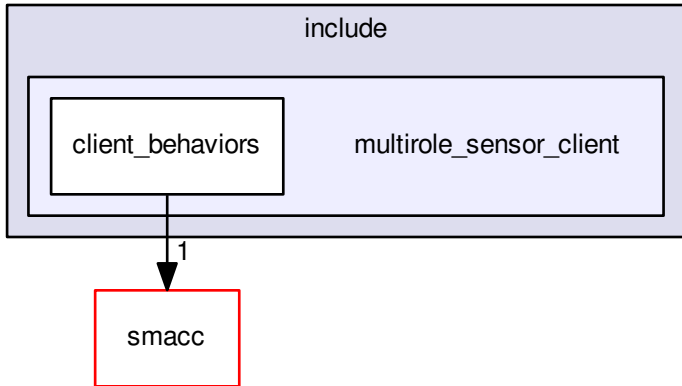 include
client_behaviors
multirole_sensor_client
1
smacc